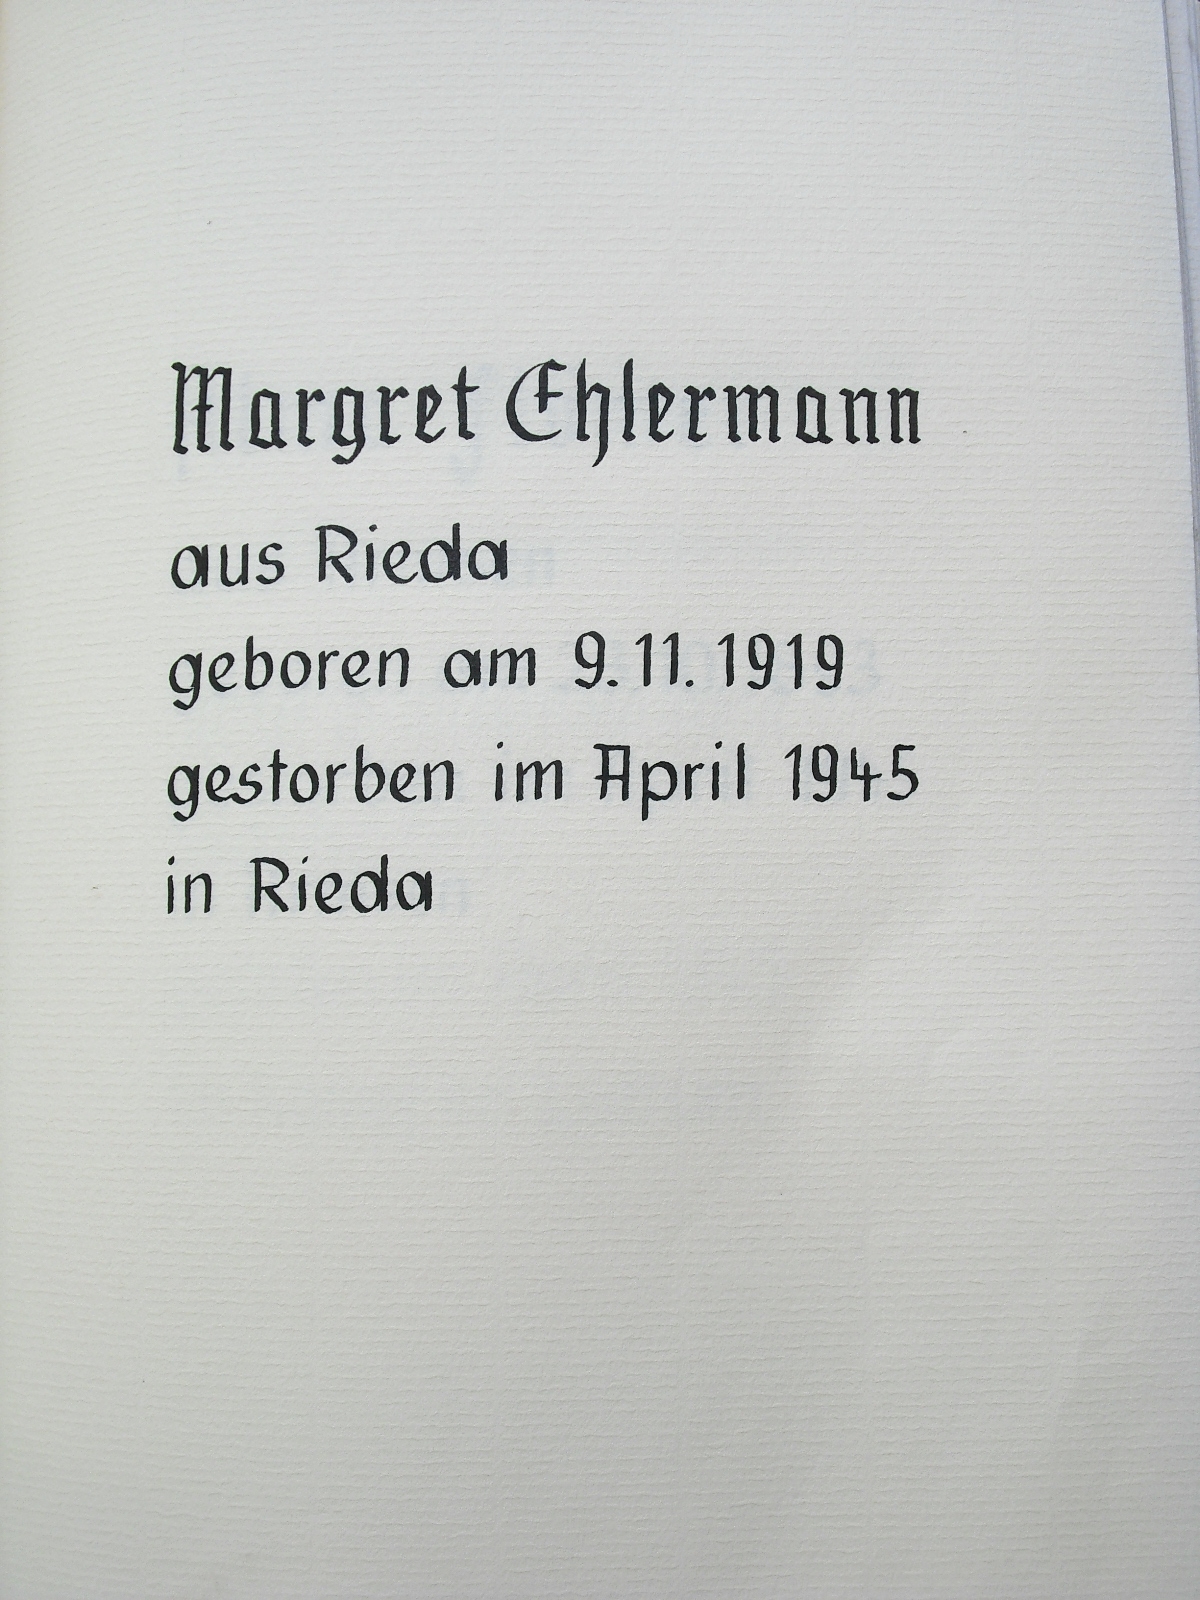 Margret Ehlermann
aus Rieda
geboren am 9.11.1919
gestorben im April 1945
in Rieda